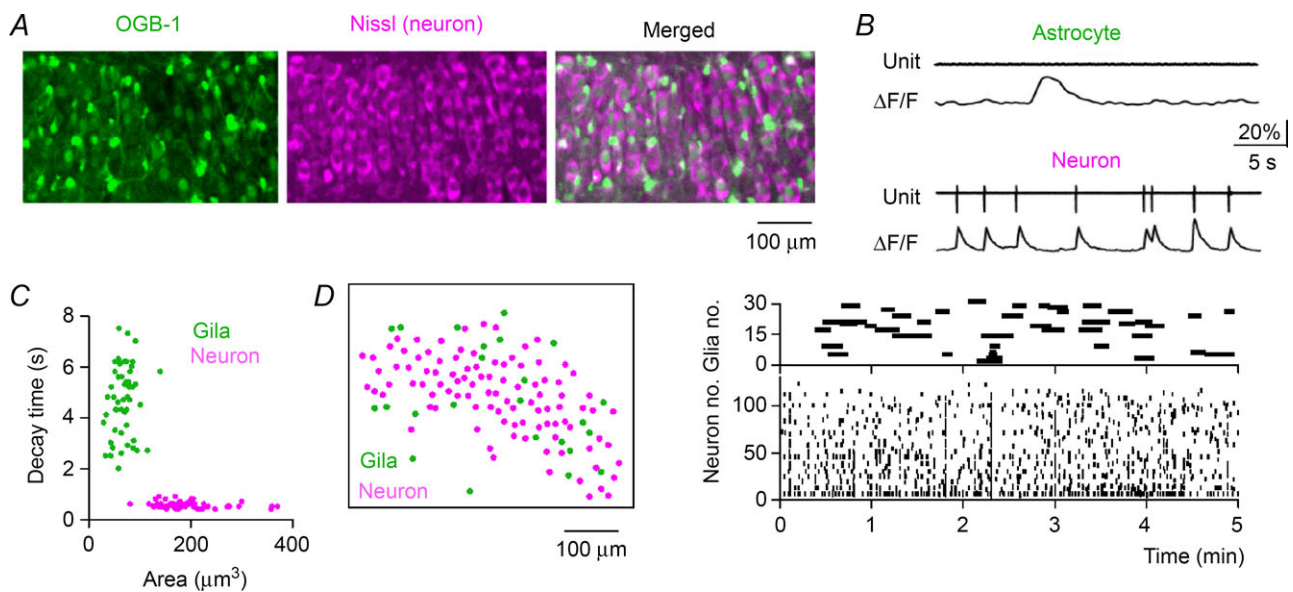 A
OGB-1
Nissl (neuron)
Merged
100 μm
B
Astrocyte
Unit
ΔF/F
20%
5 s
Neuron
Unit
ΔF/F
C
8
6
4
2
0
Decay time (s)
Gila
Neuron
0
200
400
Area (μm³)
D
Gila
Neuron
100 μm
30
15
0
Glia no.
100
50
0
Neuron no.
0
1
2
3
4
5
Time (min)